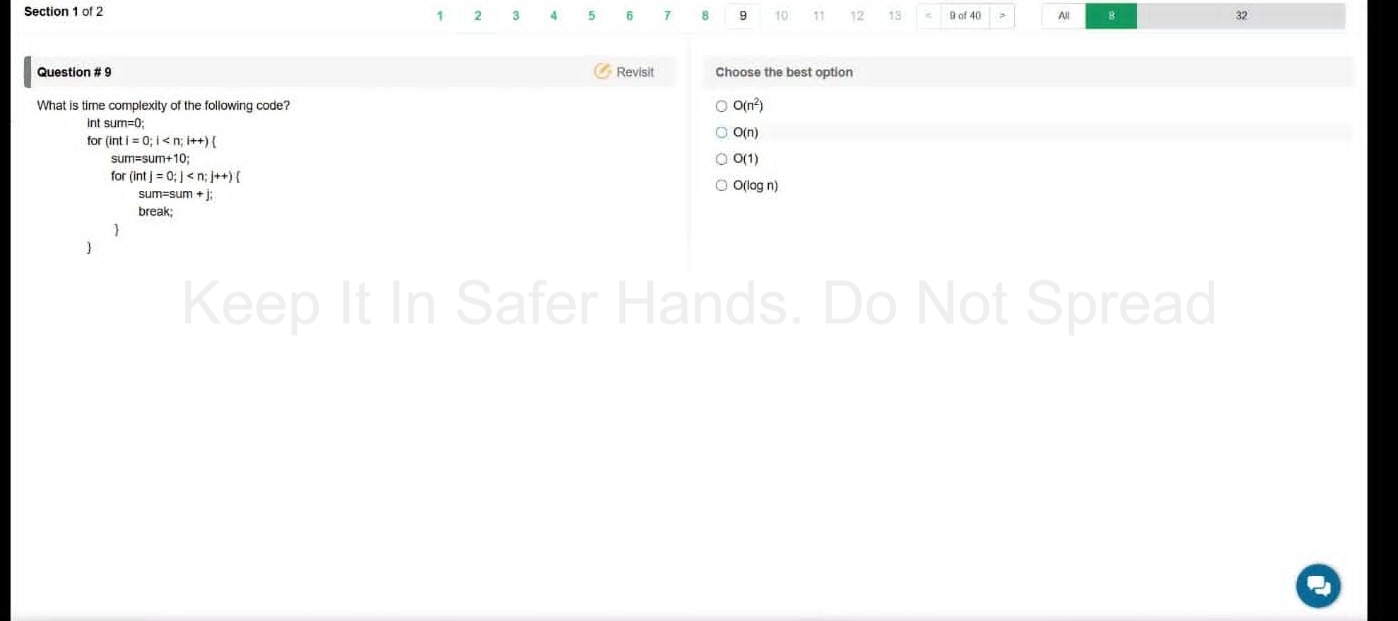 Section 1 of 2
1 2 3 4 5 6 7 8 9 10 11 12 13 < 9 of 40 > All 8 32
Question # 9
Revisit
What is time complexity of the following code?
int sum=0;
for (int i = 0; i < n; i++) {
sum=sum+10;
for (int j = 0; j < n; j++) {
sum=sum + j;
break;
}
}
Choose the best option
O(n²)
O(n)
O(1)
O(log n)
Keep It In Safer Hands. Do Not Spread